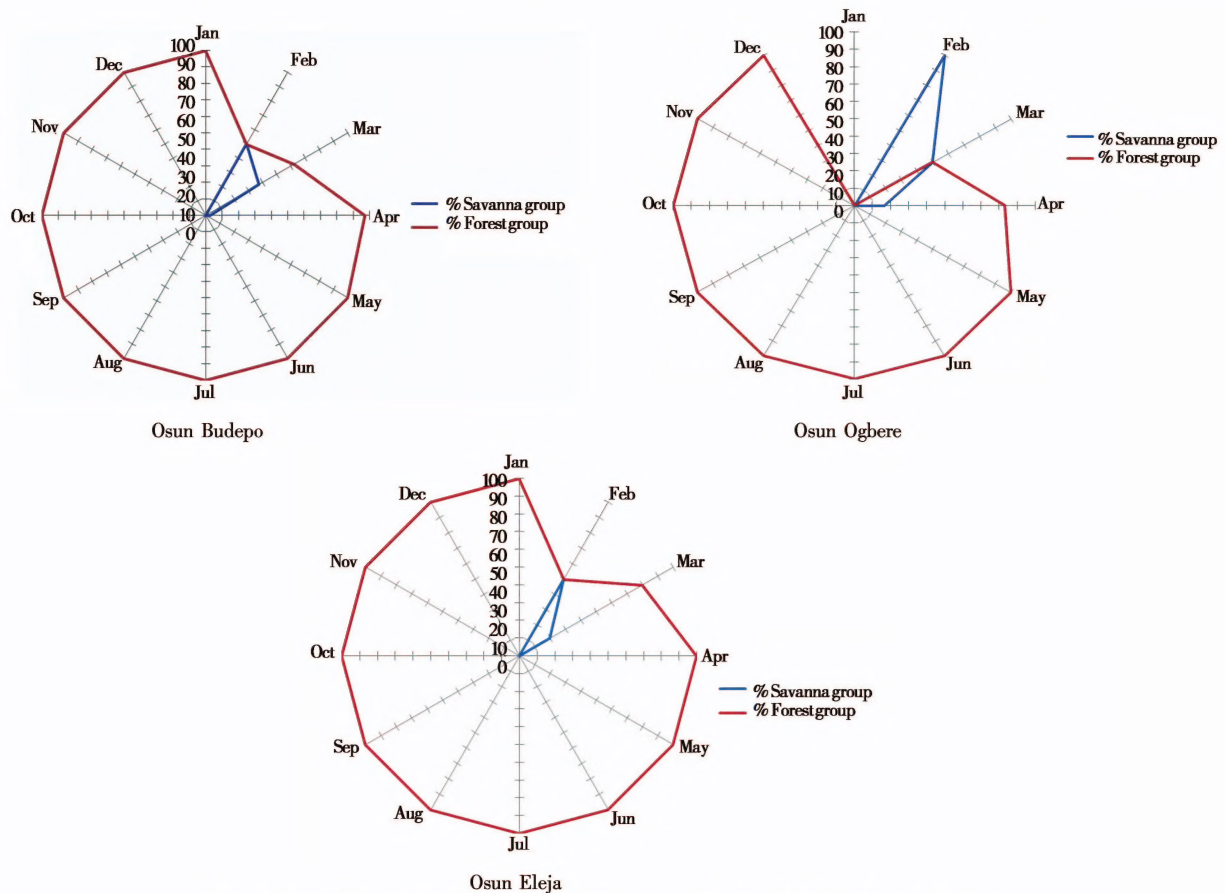 Jan
100
90
80
70
60
50
40
30
20
10
0
Feb
Mar
Apr
May
Jun
Jul
Aug
Sep
Oct
Nov
Dec
% Savanna group
% Forest group
Osun Budepo
Jan
100
90
80
70
60
50
40
30
20
10
0
Feb
Mar
Apr
May
Jun
Jul
Aug
Sep
Oct
Nov
Dec
% Savanna group
% Forest group
Osun Ogbere
Jan
100
90
80
70
60
50
40
30
20
10
0
Feb
Mar
Apr
May
Jun
Jul
Aug
Sep
Oct
Nov
Dec
% Savanna group
% Forest group
Osun Eleja